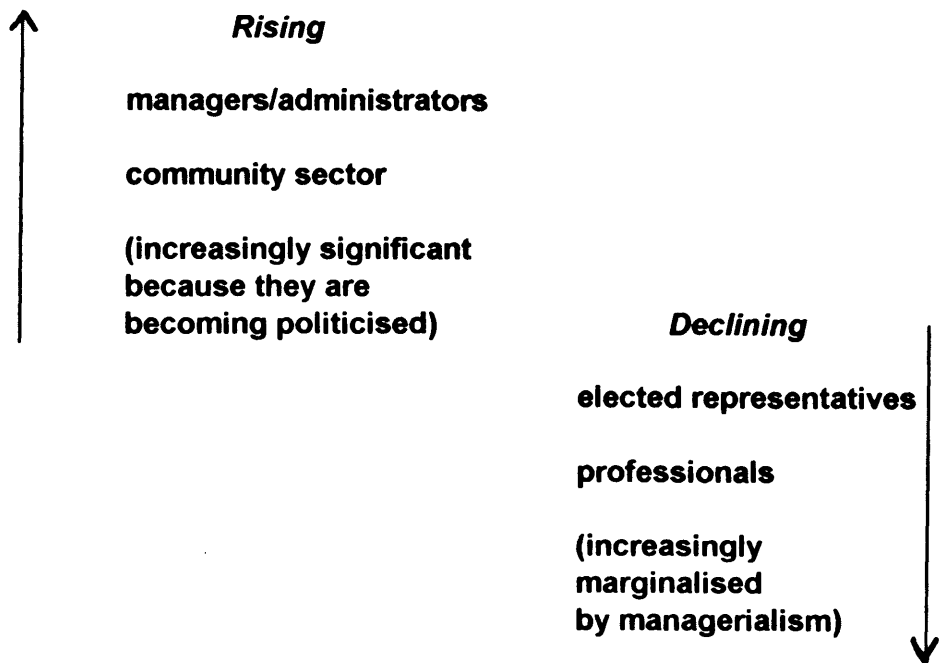 Rising
managers/administrators
community sector
(increasingly significant
because they are
becoming politicised)
Declining
elected representatives
professionals
(increasingly
marginalised
by managerialism)